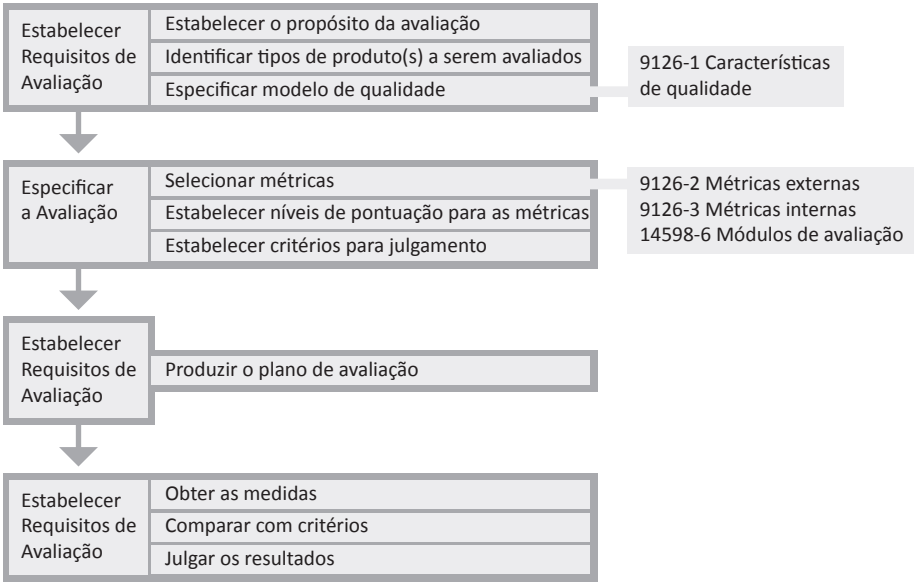 Estabelecer
Requisitos de
Avaliação
Estabelecer o propósito da avaliação
Identificar tipos de produto(s) a serem avaliados
Especificar modelo de qualidade
9126-1 Características
de qualidade
Especificar
a Avaliação
Selecionar métricas
Estabelecer níveis de pontuação para as métricas
Estabelecer critérios para julgamento
9126-2 Métricas externas
9126-3 Métricas internas
14598-6 Módulos de avaliação
Estabelecer
Requisitos de
Avaliação
Produzir o plano de avaliação
Estabelecer
Requisitos de
Avaliação
Obter as medidas
Comparar com critérios
Julgar os resultados